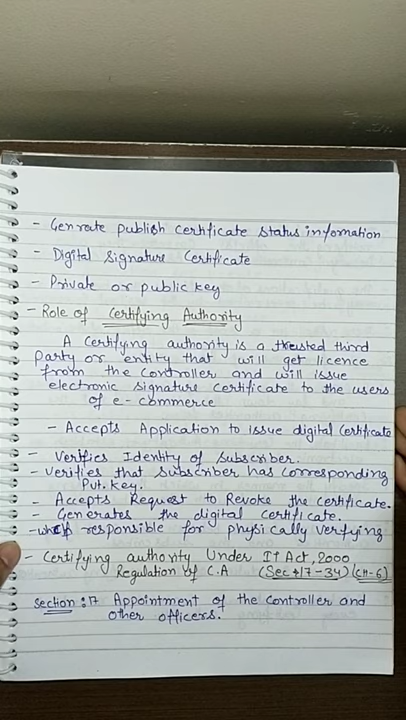 - Genrate publish certificate status infomation
- Digital signature Certificate
- Private or public key
- Role of Certifying Authority
A Certifying authority is a trusted third
Party or entity that will get licence
from the controller and will issue
electronic signature certificate to the users
of e-commerce
- Accepts Application to issue digital Certificate
- Verifies Identity of Subscriber.
- Verifies that Subscriber has Corresponding
Put. key.
- Accepts Request to Revoke the certificate.
- Generates the digital certificate.
- responsible for physically verfying
- Certifying authority Under IT Act, 2000
Regulation of C.A (Sec 17-34) (CH-6)
Section: 17 Appointment of the Controller and
other officers.